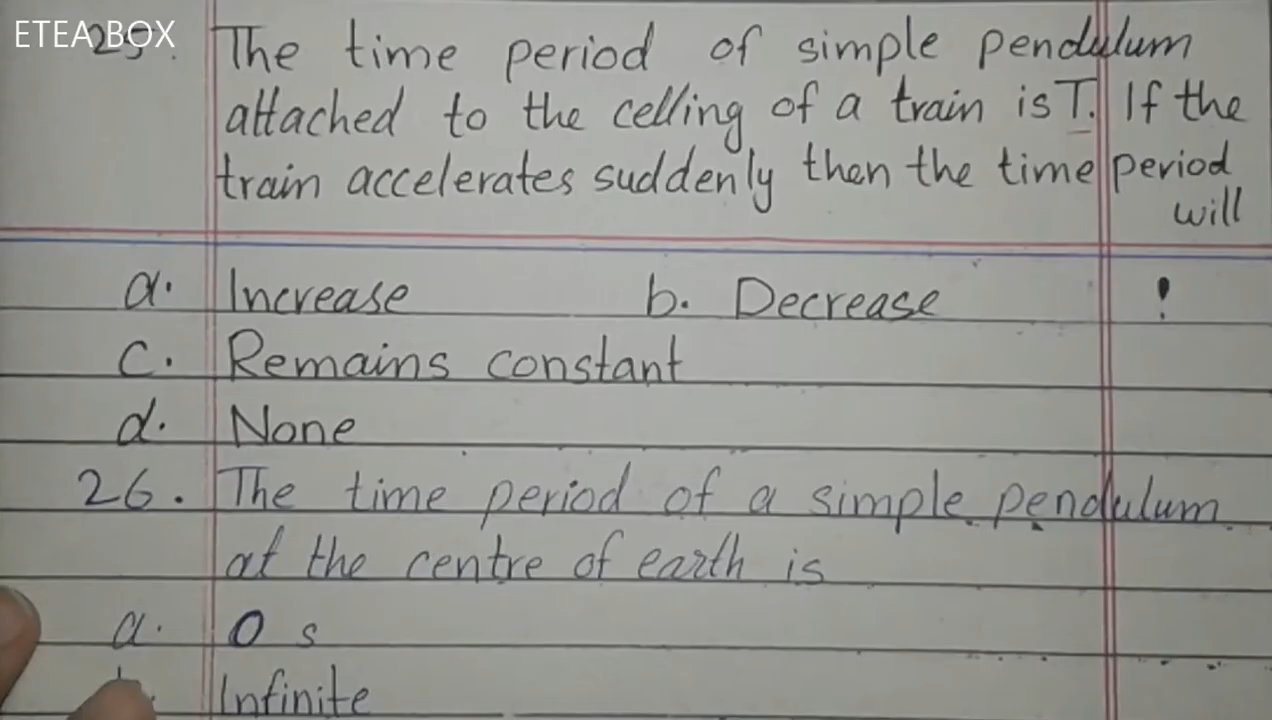 ETEA BOX
25. The time period of simple pendulum
attached to the celling of a train is T. If the
train accelerates suddenly then the time period
will
a. Increase b. Decrease !
c. Remains constant
d. None
26. The time period of a simple pendulum
at the centre of earth is
a. 0 s
Infinite